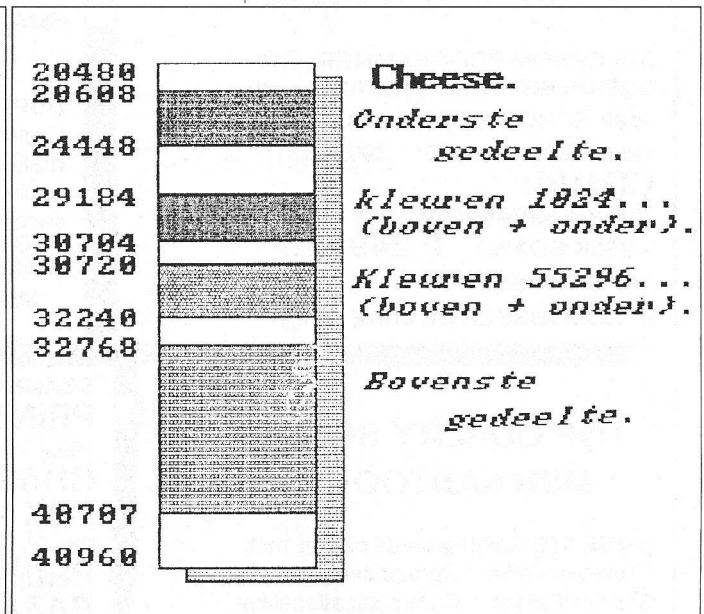 20480 Cheese.
20608
Onderste
24448 gedeelte.
29184 kleuren 1024...
(boven + onder).
30704
30720 Kleuren 55296...
(boven + onder).
32240
32768
Bovenste
gedeelte.
40707
40960